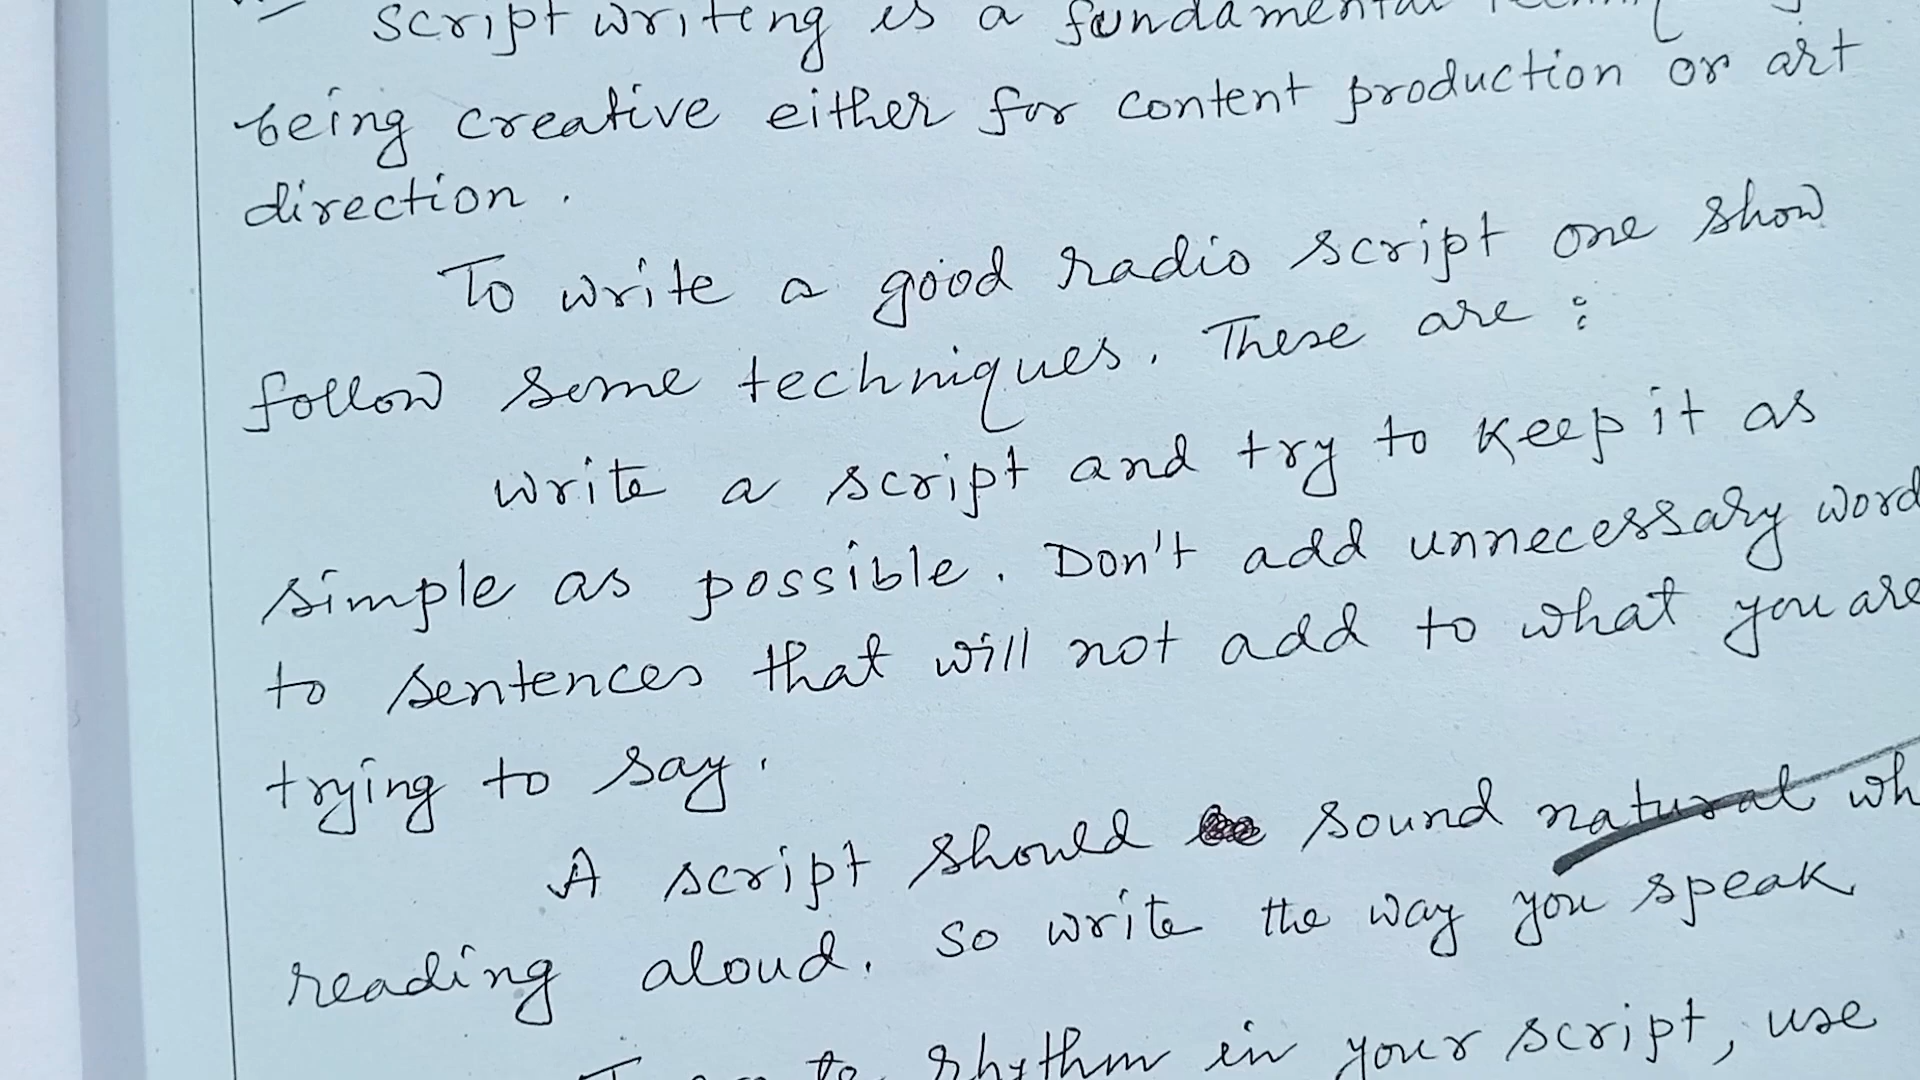 script writing is a fundamental
being creative either for content production or art
direction.
To write a good radio script one show
follow some techniques. These are :
write a script and try to keep it as
simple as possible. Don't add unnecessary word
to sentences that will not add to what you are
trying to say.
A script should sound natural wh
reading aloud. So write the way you speak
to rhythm in your script, use